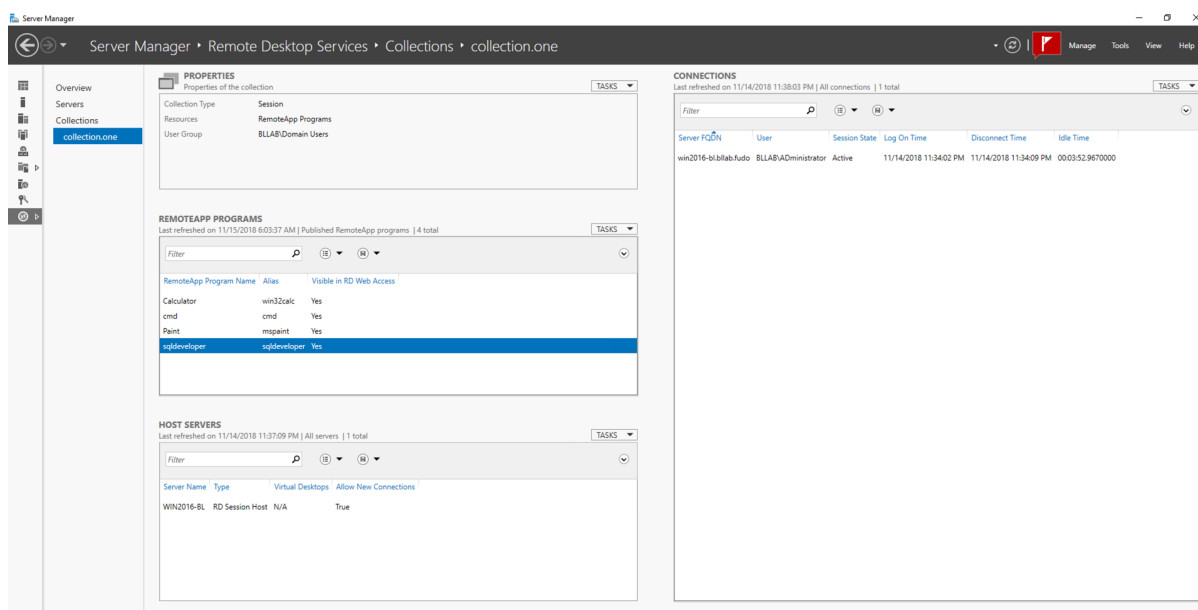 Server Manager
Server Manager ‣ Remote Desktop Services ‣ Collections ‣ collection.one
Manage Tools View Help
Overview
Servers
Collections
collection.one
PROPERTIES
Properties of the collection
TASKS
Collection Type Session
Resources RemoteApp Programs
User Group BLLAB\Domain Users
REMOTEAPP PROGRAMS
Last refreshed on 11/15/2018 6:03:37 AM | Published RemoteApp programs | 4 total
TASKS
Filter
RemoteApp Program Name Alias Visible in RD Web Access
Calculator win32calc Yes
cmd cmd Yes
Paint mspaint Yes
sqldeveloper sqldeveloper Yes
HOST SERVERS
Last refreshed on 11/14/2018 11:37:09 PM | All servers | 1 total
TASKS
Filter
Server Name Type Virtual Desktops Allow New Connections
WIN2016-BL RD Session Host N/A True
CONNECTIONS
Last refreshed on 11/14/2018 11:38:03 PM | All connections | 1 total
TASKS
Filter
Server FQDN User Session State Log On Time Disconnect Time Idle Time
win2016-bl.bllab.fudo BLLAB\ADministrator Active 11/14/2018 11:34:02 PM 11/14/2018 11:34:09 PM 00:03:52.9670000